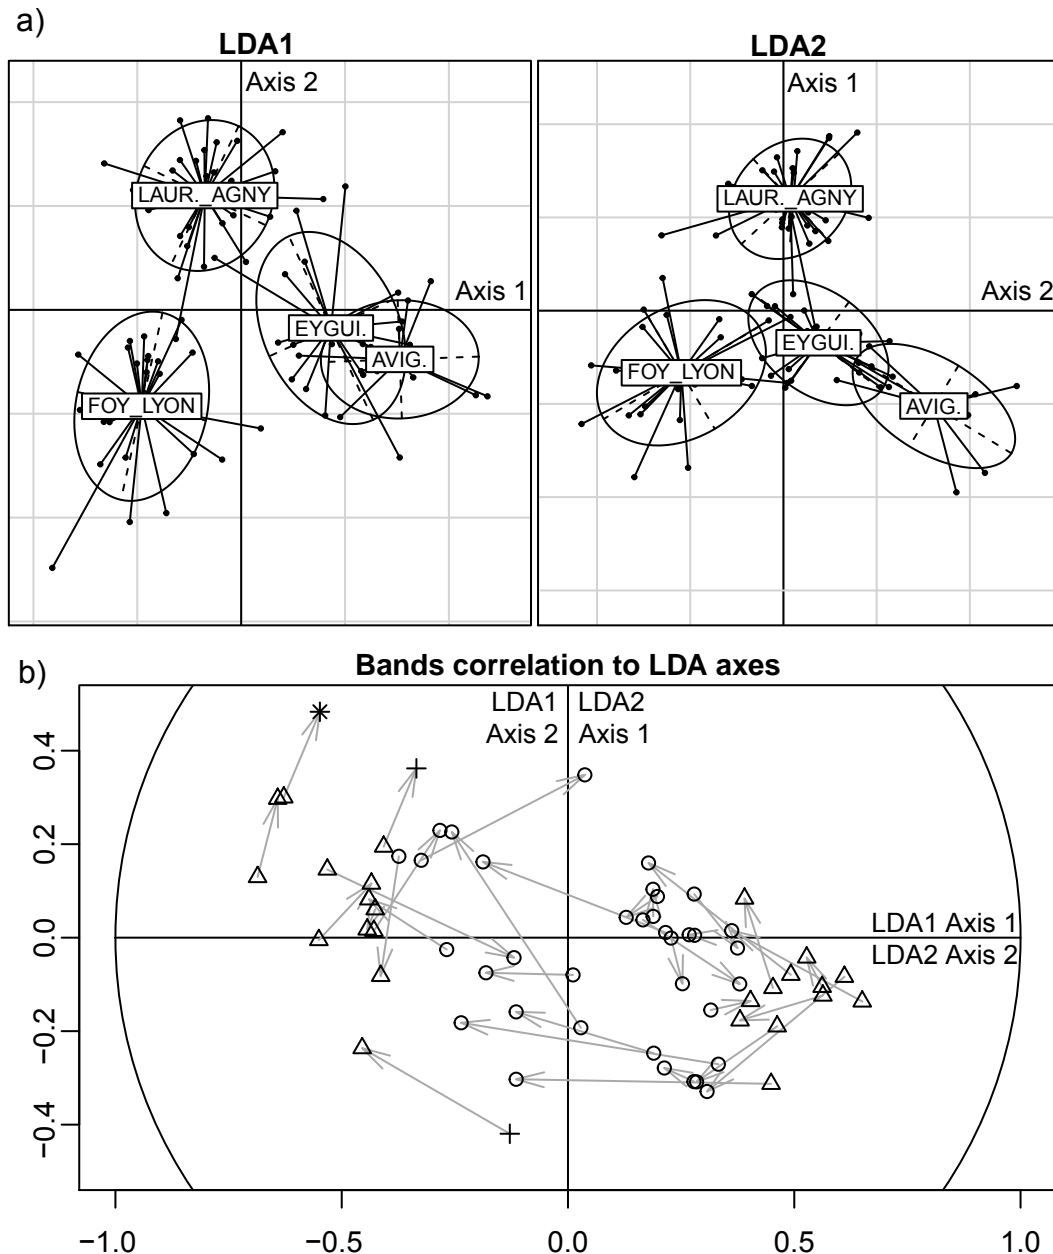 a)
LDA1
LDA2
Axis 2
Axis 1
LAUR._AGNY
LAUR._AGNY
Axis 1
Axis 2
EYGUI.
AVIG.
FOY_LYON
EYGUI.
FOY_LYON
AVIG.
b)
Bands correlation to LDA axes
LDA1
Axis 2
LDA2
Axis 1
LDA1 Axis 1
LDA2 Axis 2
0.4
0.2
0.0
−0.2
−0.4
−1.0 −0.5 0.0 0.5 1.0